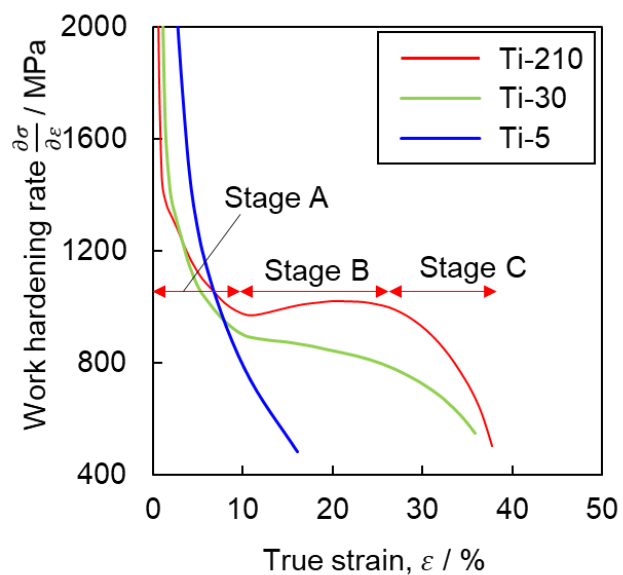 2000
1600
1200
800
400
Work hardening rate ∂σ/∂ε / MPa
Ti-210
Ti-30
Ti-5
Stage A
Stage B
Stage C
0 10 20 30 40 50
True strain, ε / %